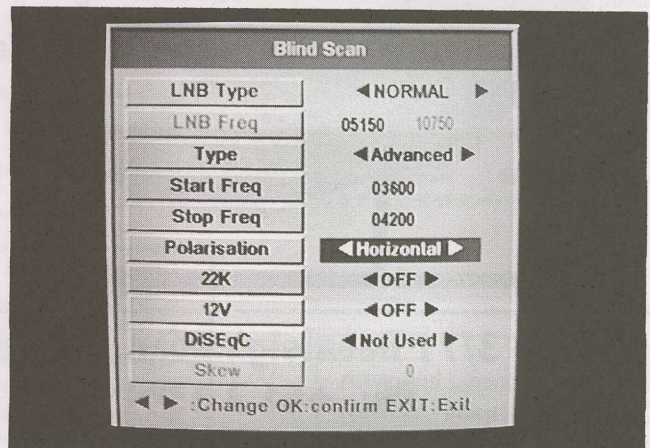 Blind Scan
LNB Type ◀NORMAL ▶
LNB Freq 05150 10750
Type ◀Advanced ▶
Start Freq 03600
Stop Freq 04200
Polarisation ◀Horizontal ▶
22K ◀OFF ▶
12V ◀OFF ▶
DiSEqC ◀Not Used ▶
Skew 0
◀ ▶ :Change OK:confirm EXIT:Exit